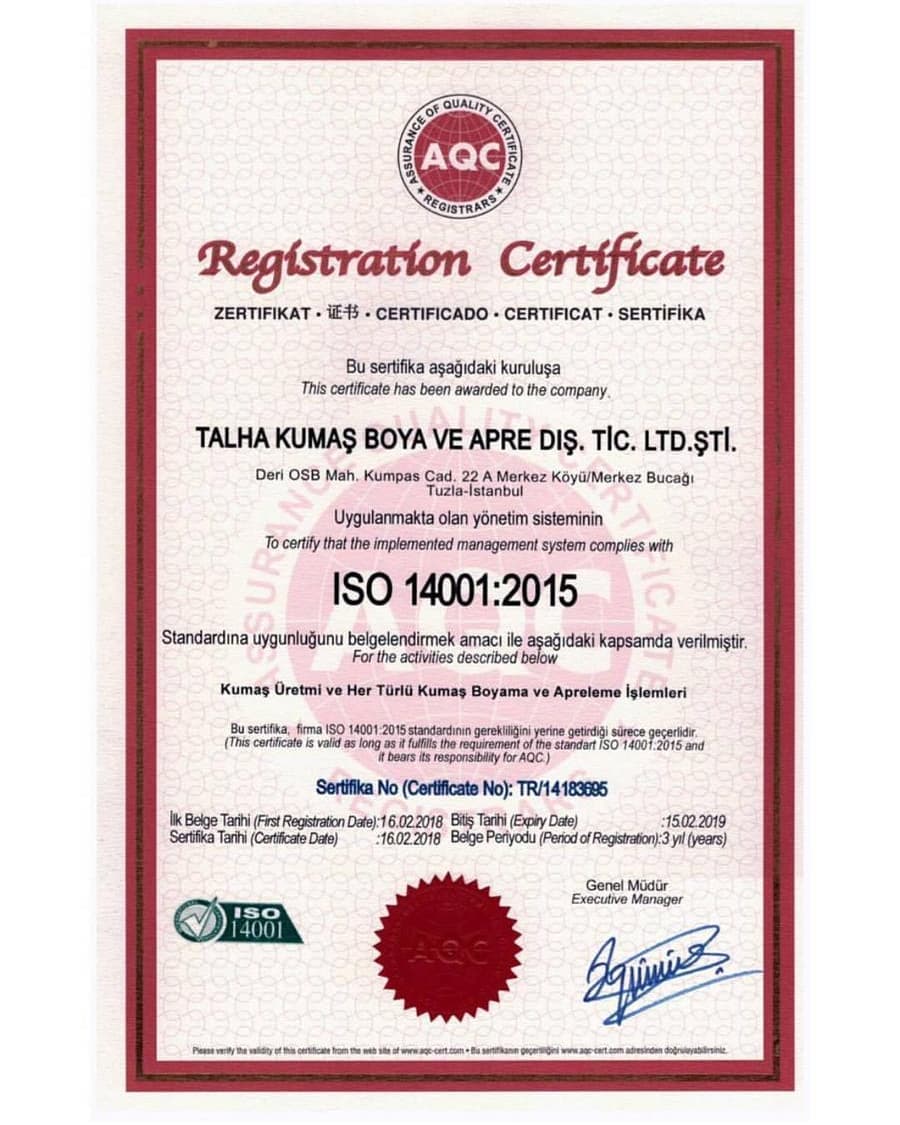 ASSURANCE OF QUALITY CERTIFICATE
AQC
REGISTRARS
Registration Certificate
ZERTIFIKAT • 证书 • CERTIFICADO • CERTIFICAT • SERTİFİKA
Bu sertifika aşağıdaki kuruluşa
This certificate has been awarded to the company.
TALHA KUMAŞ BOYA VE APRE DIŞ. TİC. LTD.ŞTİ.
Deri OSB Mah. Kumpas Cad. 22 A Merkez Köyü/Merkez Bucağı
Tuzla-İstanbul
Uygulanmakta olan yönetim sisteminin
To certify that the implemented management system complies with
ISO 14001:2015
Standardına uygunluğunu belgelendirmek amacı ile aşağıdaki kapsamda verilmiştir.
For the activities described below
Kumaş Üretmi ve Her Türlü Kumaş Boyama ve Apreleme İşlemleri
Bu sertifika, firma ISO 14001:2015 standardının gerekliliğini yerine getirdiği sürece geçerlidir.
(This certificate is valid as long as it fulfills the requirement of the standart ISO 14001:2015 and
it bears its responsibility for AQC.)
Sertifika No (Certificate No): TR/14183695
İlk Belge Tarihi (First Registration Date):16.02.2018 Bitiş Tarihi (Expiry Date) :15.02.2019
Sertifika Tarihi (Certificate Date) :16.02.2018 Belge Periyodu (Period of Registration):3 yıl (years)
Genel Müdür
Executive Manager
ISO
14001
AQC
Please verify the validity of this certificate from the web site of www.aqc-cert.com • Bu sertifikanın geçerliliğini www.aqc-cert.com adresinden doğrulayabilirsiniz.